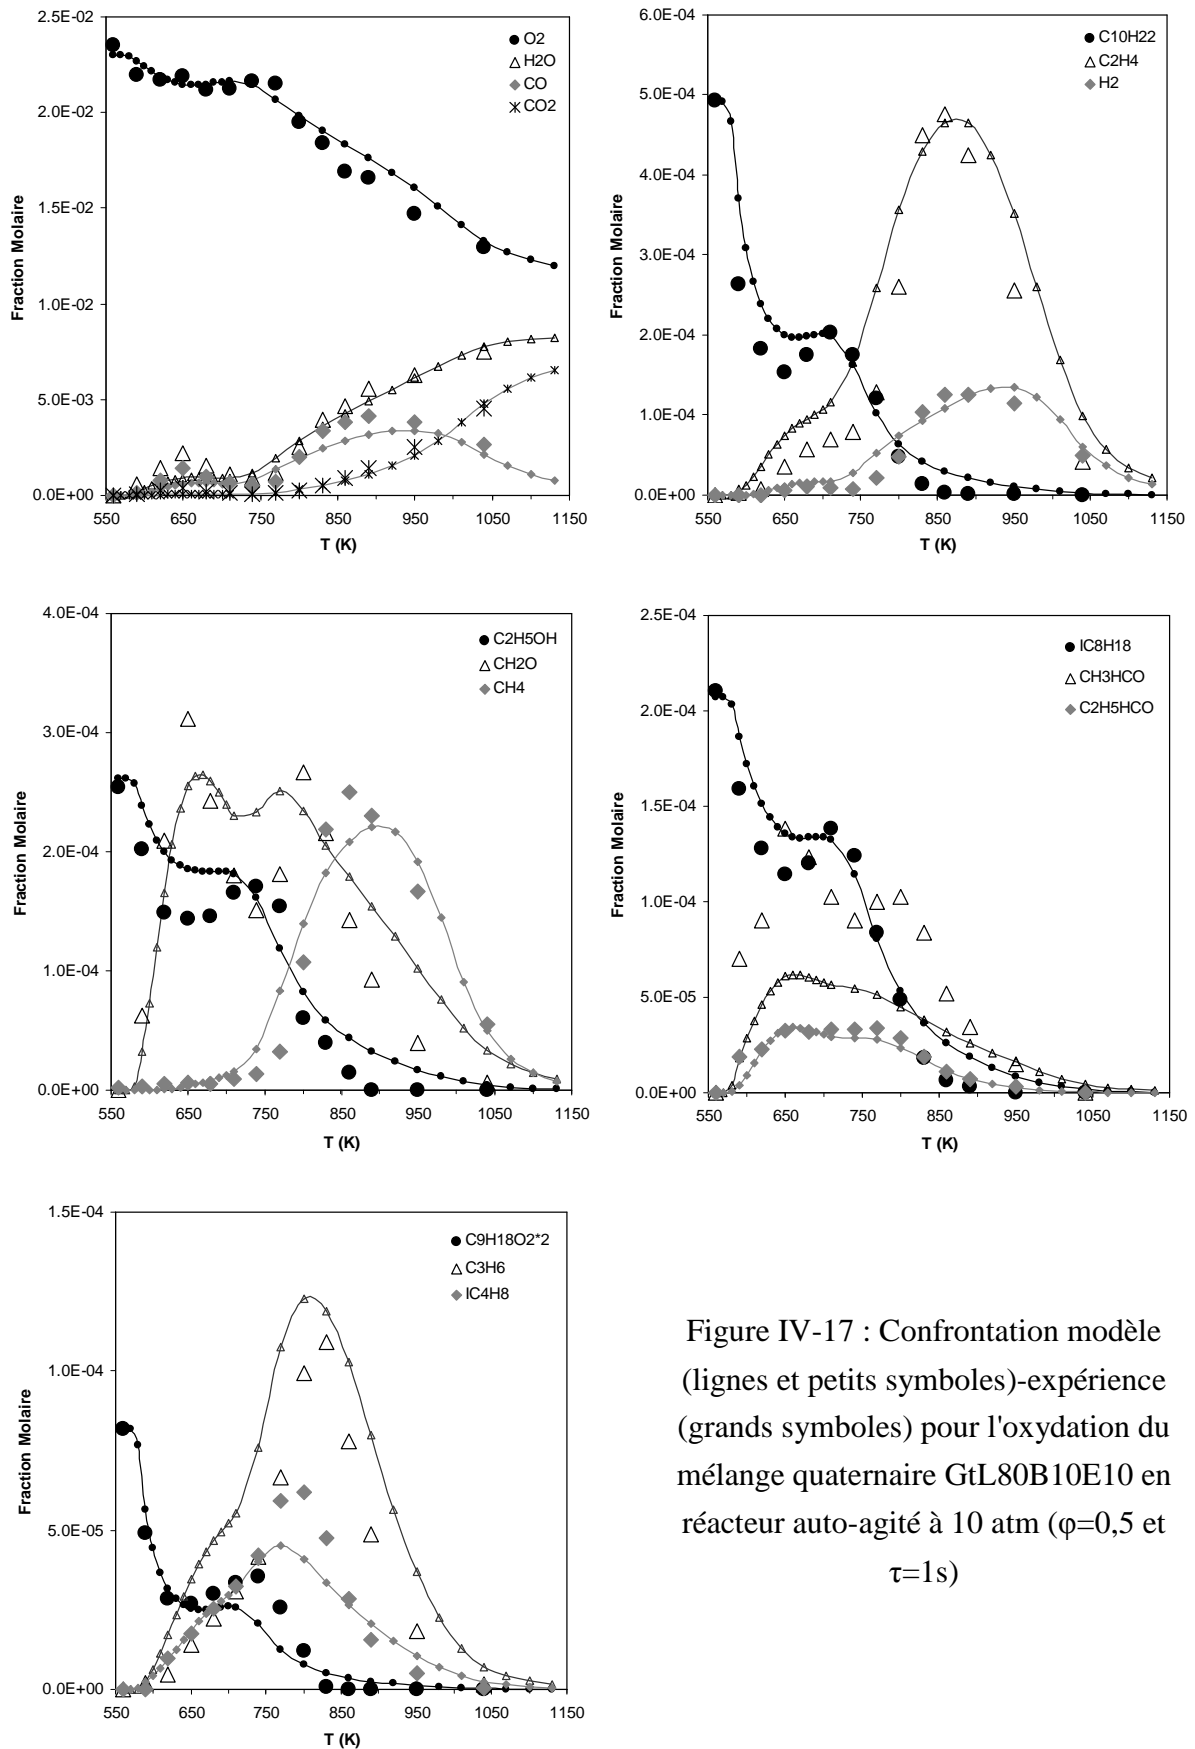 2.5E-02
2.0E-02
1.5E-02
1.0E-02
5.0E-03
0.0E+00
Fraction Molaire
550 650 750 850 950 1050 1150
T (K)
O2
H2O
CO
CO2
6.0E-04
5.0E-04
4.0E-04
3.0E-04
2.0E-04
1.0E-04
0.0E+00
Fraction Molaire
550 650 750 850 950 1050 1150
T (K)
C10H22
C2H4
H2
4.0E-04
3.0E-04
2.0E-04
1.0E-04
0.0E+00
Fraction Molaire
550 650 750 850 950 1050 1150
T (K)
C2H5OH
CH2O
CH4
2.5E-04
2.0E-04
1.5E-04
1.0E-04
5.0E-05
0.0E+00
Fraction Molaire
550 650 750 850 950 1050 1150
T (K)
IC8H18
CH3HCO
C2H5HCO
1.5E-04
1.0E-04
5.0E-05
0.0E+00
Fraction Molaire
550 650 750 850 950 1050 1150
T (K)
C9H18O2*2
C3H6
IC4H8
Figure IV-17 : Confrontation modèle
(lignes et petits symboles)-expérience
(grands symboles) pour l'oxydation du
mélange quaternaire GtL80B10E10 en
réacteur auto-agité à 10 atm (φ=0,5 et
τ=1s)